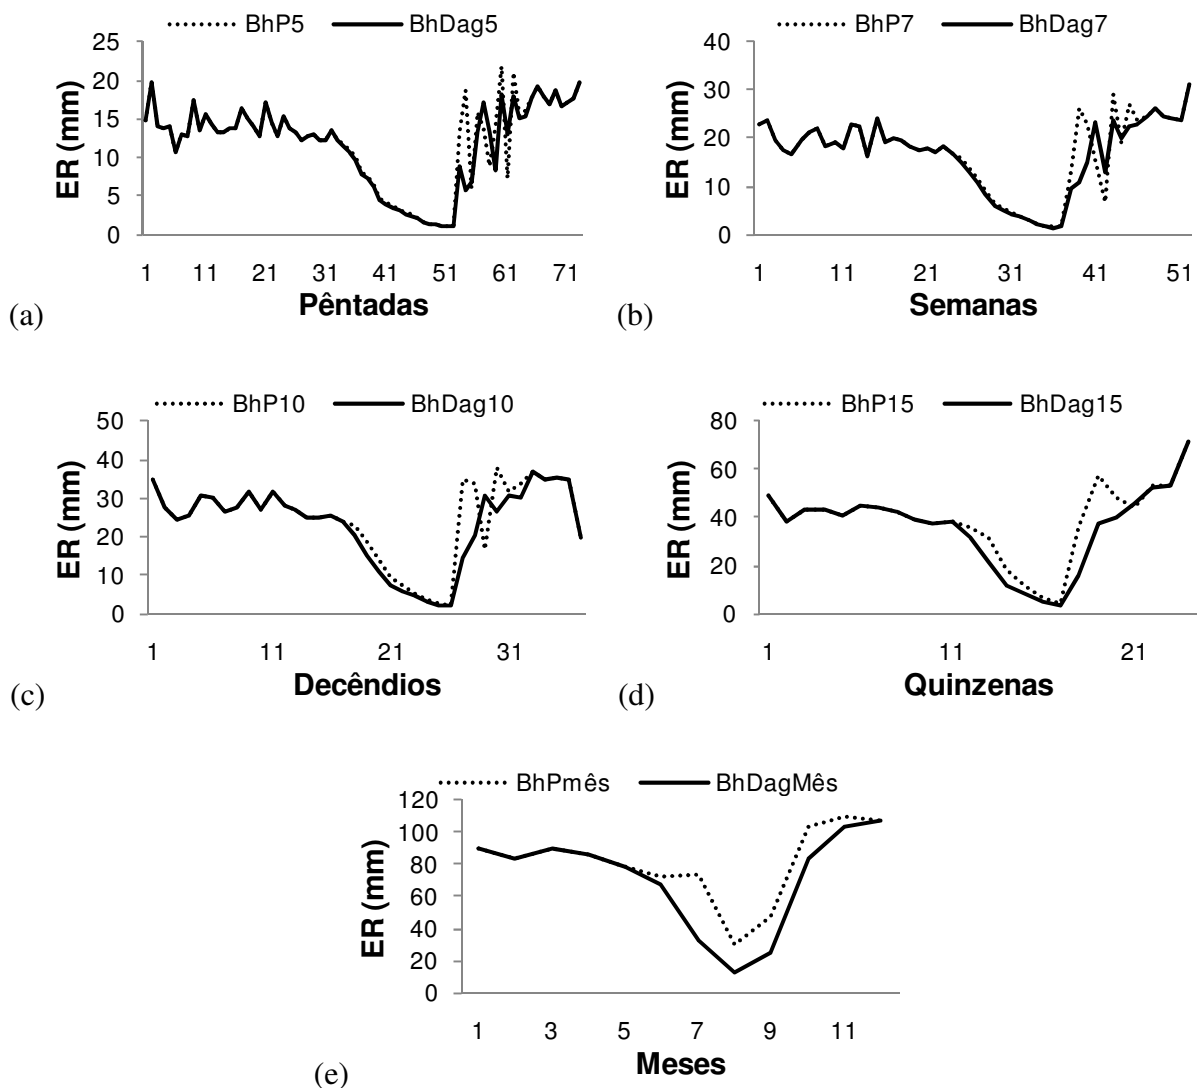 BhP5 BhDag5
25
20
15
10
5
0
ER (mm)
1 11 21 31 41 51 61 71
Pêntadas
(a)
BhP7 BhDag7
40
30
20
10
0
ER (mm)
1 11 21 31 41 51
Semanas
(b)
BhP10 BhDag10
50
40
30
20
10
0
ER (mm)
1 11 21 31
Decêndios
(c)
BhP15 BhDag15
80
60
40
20
0
ER (mm)
1 11 21
Quinzenas
(d)
BhPmês BhDagMês
120
100
80
60
40
20
0
ER (mm)
1 3 5 7 9 11
Meses
(e)